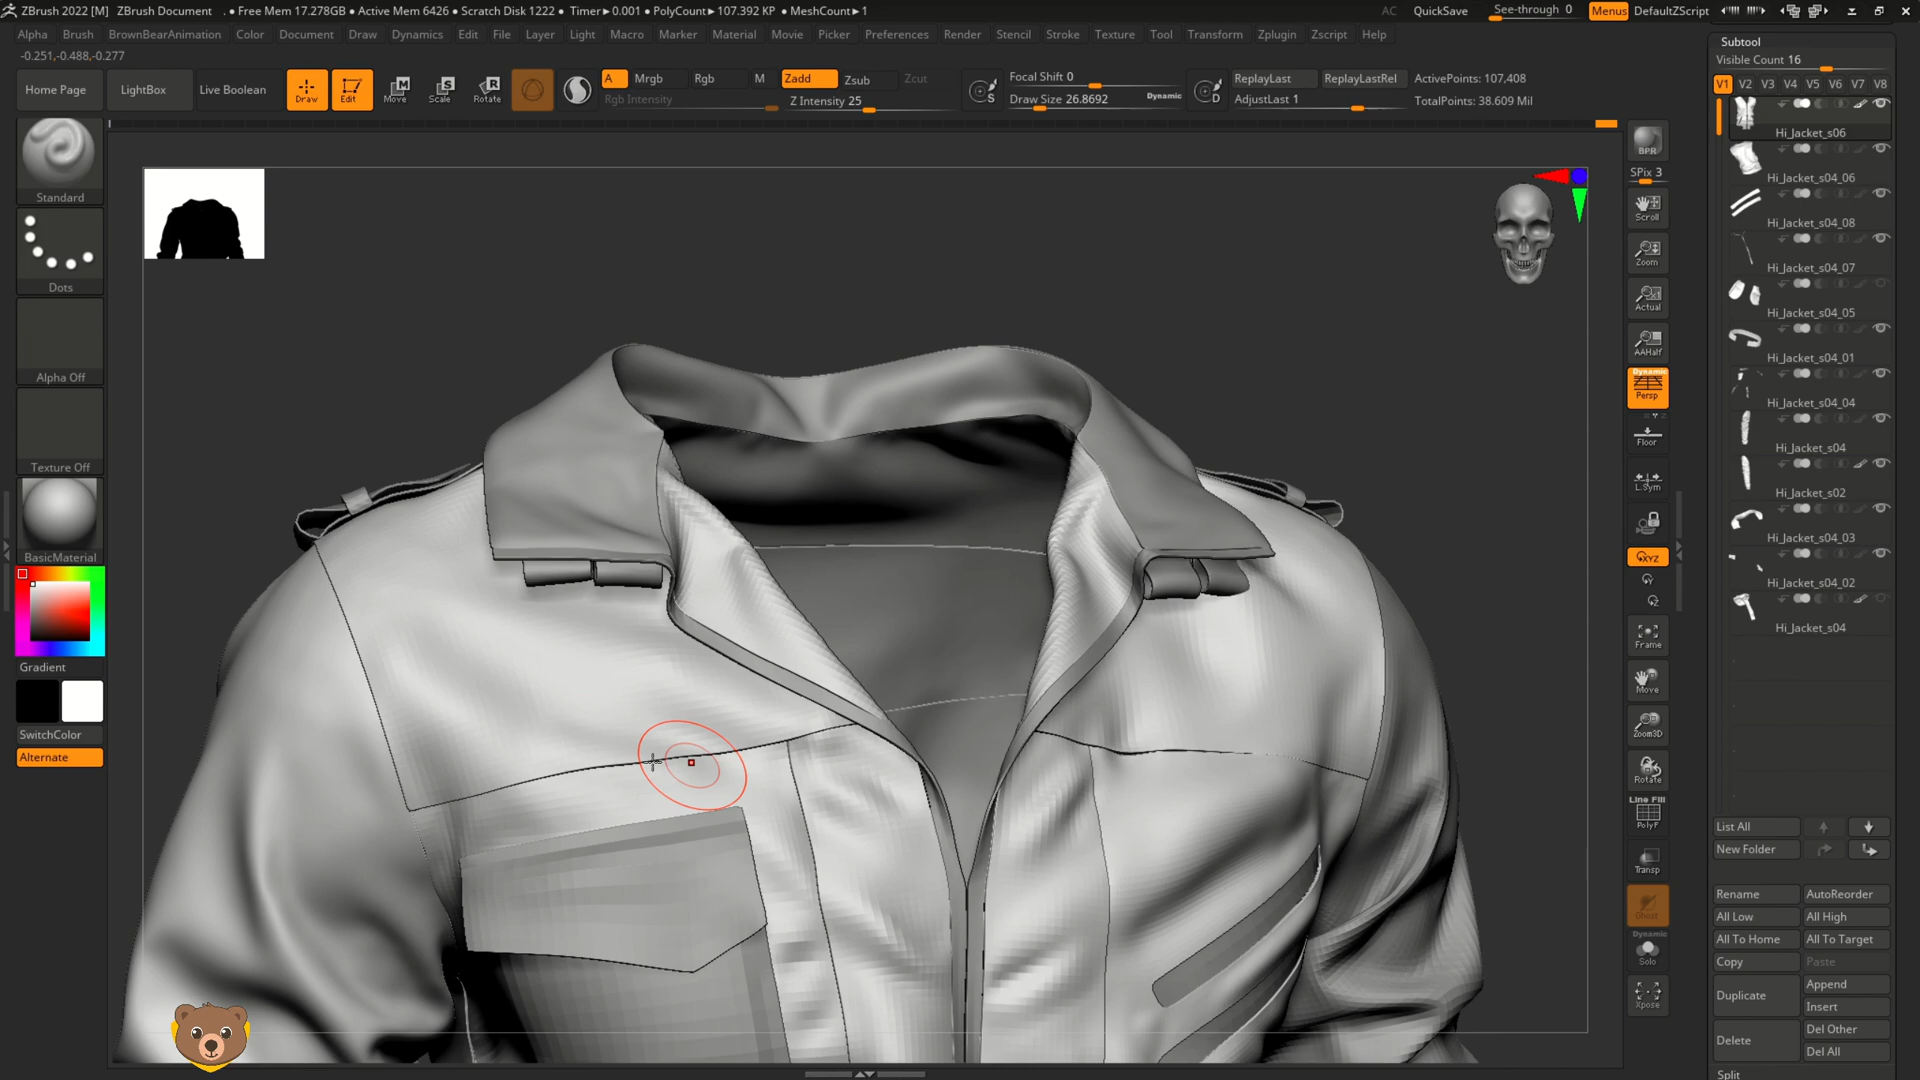 ZBrush 2022 [M] ZBrush Document . • Free Mem 17.278GB • Active Mem 6426 • Scratch Disk 1222 • Timer▸0.001 • PolyCount▸107.392 KP • MeshCount▸1 AC QuickSave See-through 0 Menus DefaultZScript
Alpha Brush BrownBearAnimation Color Document Draw Dynamics Edit File Layer Light Macro Marker Material Movie Picker Preferences Render Stencil Stroke Texture Tool Transform Zplugin Zscript Help
-0.251,-0.488,-0.277
Home Page LightBox Live Boolean Draw Edit Move Scale Rotate
A Mrgb Rgb M Zadd Zsub Zcut
Rgb Intensity Z Intensity 25
S Focal Shift 0
Draw Size 26.8692 Dynamic
D ReplayLast ReplayLastRel
AdjustLast 1
ActivePoints: 107,408
TotalPoints: 38.609 Mil
Standard
Dots
Alpha Off
Texture Off
BasicMaterial
Gradient
SwitchColor
Alternate
BPR
SPix 3
Scroll
Zoom
Actual
AAHalf
Dynamic
Persp
Floor
L.Sym
XYZ
Y
Z
Frame
Move
Zoom3D
Rotate
Line Fill
PolyF
Transp
Ghost
Dynamic
Solo
Xpose
Subtool
Visible Count 16
V1 V2 V3 V4 V5 V6 V7 V8
Hi_Jacket_s06
Hi_Jacket_s04_06
Hi_Jacket_s04_08
Hi_Jacket_s04_07
Hi_Jacket_s04_05
Hi_Jacket_s04_01
Hi_Jacket_s04_04
Hi_Jacket_s04
Hi_Jacket_s02
Hi_Jacket_s04_03
Hi_Jacket_s04_02
Hi_Jacket_s04
List All
New Folder
Rename AutoReorder
All Low All High
All To Home All To Target
Copy Paste
Duplicate Append
Insert
Delete Del Other
Del All
Split